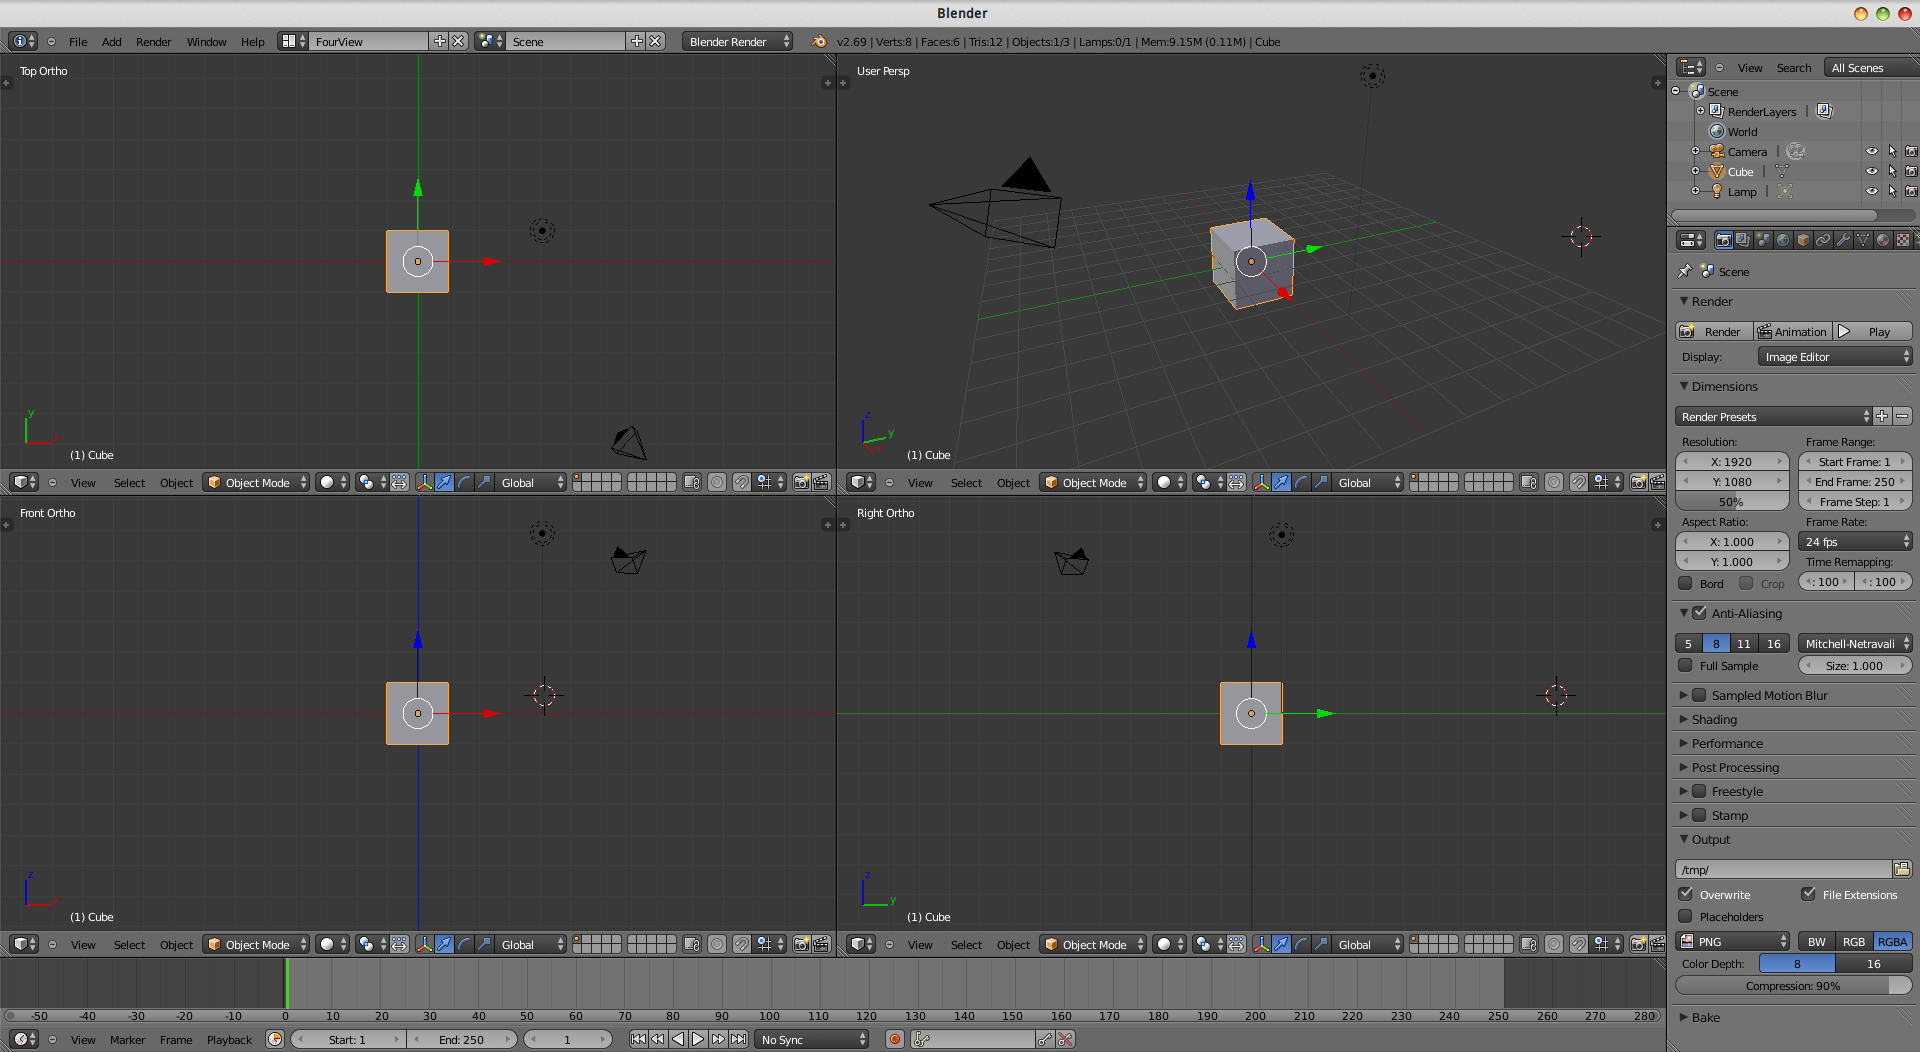 Blender
File Add Render Window Help FourView Scene Blender Render v2.69 | Verts:8 | Faces:6 | Tris:12 | Objects:1/3 | Lamps:0/1 | Mem:9.15M (0.11M) | Cube
Top Ortho
y
x
(1) Cube
View Select Object Object Mode Global
User Persp
z
y
x
(1) Cube
View Select Object Object Mode Global
Front Ortho
z
x
(1) Cube
View Select Object Object Mode Global
Right Ortho
z
y
(1) Cube
View Select Object Object Mode Global
-50 -40 -30 -20 -10 0 10 20 30 40 50 60 70 80 90 100 110 120 130 140 150 160 170 180 190 200 210 220 230 240 250 260 270 280
View Marker Frame Playback Start: 1 End: 250 1 No Sync
View Search All Scenes
Scene
RenderLayers |
World
Camera |
Cube |
Lamp |
Scene
Render
Render Animation Play
Display: Image Editor
Dimensions
Render Presets
Resolution: Frame Range:
X: 1920 Start Frame: 1
Y: 1080 End Frame: 250
50% Frame Step: 1
Aspect Ratio: Frame Rate:
X: 1.000 24 fps
Y: 1.000 Time Remapping:
Bord Crop : 100 : 100
Anti-Aliasing
5 8 11 16 Mitchell-Netravali
Full Sample Size: 1.000
Sampled Motion Blur
Shading
Performance
Post Processing
Freestyle
Stamp
Output
/tmp/
Overwrite File Extensions
Placeholders
PNG BW RGB RGBA
Color Depth: 8 16
Compression: 90%
Bake